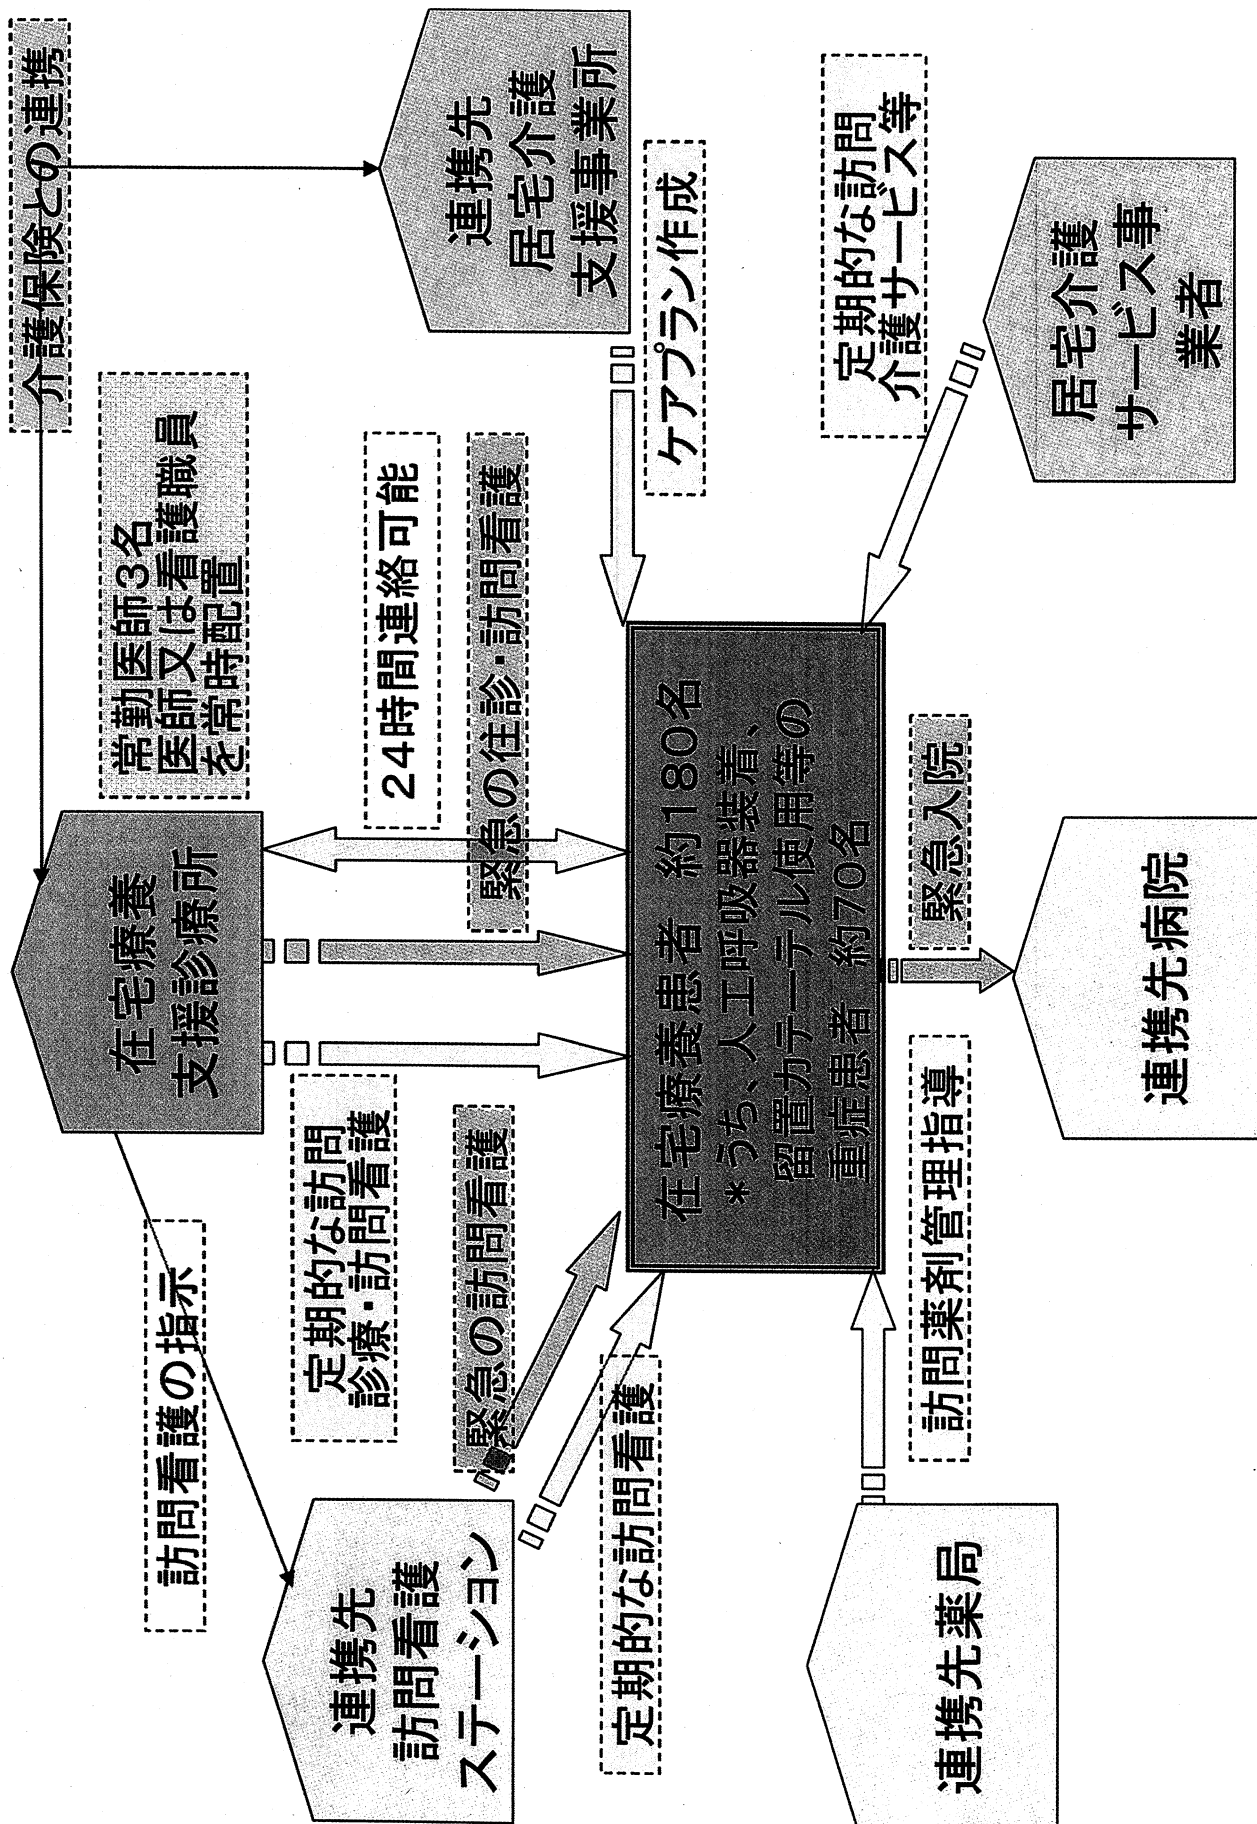 介護保険との連携
在宅療養
支援診療所
常勤医師3名
医師又は看護職員
を常時配置
訪問看護の指示
連携先
訪問看護
ステーション
定期的な訪問
診療・訪問看護
24時間連絡可能
緊急の往診・訪問看護
連携先
居宅介護
支援事業所
緊急の訪問看護
ケアプラン作成
定期的な訪問看護
在宅療養患者 約180名
*うち、人工呼吸器装着、
留置カテーテル使用等の
重症患者 約70名
定期的な訪問
介護サービス等
連携先薬局
訪問薬剤管理指導
緊急入院
連携先病院
居宅介護
サービス事
業者